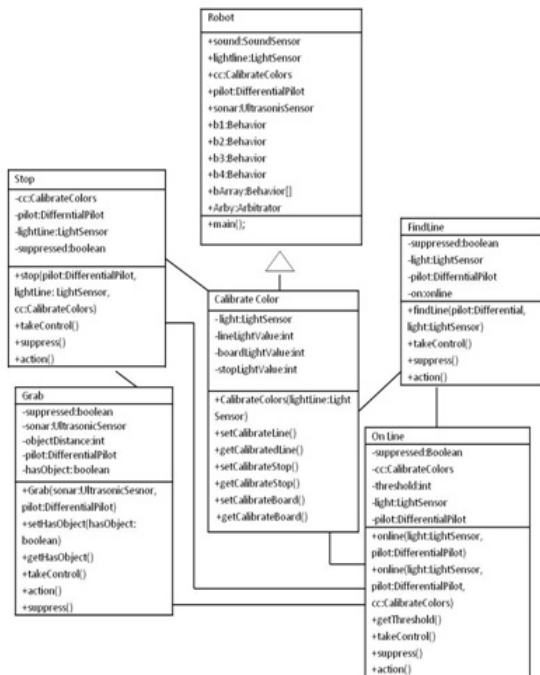 Robot
+sound:SoundSensor
+lightline:LightSensor
+cc:CalibrateColors
+pilot:DifferentialPilot
+sonar:UltrasonisSensor
+b1:Behavior
+b2:Behavior
+b3:Behavior
+b4:Behavior
+bArray:Behavior[]
+Arby:Arbitrator
+main();
Stop
-cc:CalibrateColors
-pilot:DifferntialPilot
-lightLine:LightSensor
-suppressed:boolean
+stop(pilot:DifferentialPilot,
lightLine: LightSensor,
cc:CalibrateColors)
+takeControl()
+suppress()
+action()
Calibrate Color
-light:LightSensor
-lineLightValue:int
-boardLightValue:int
-stopLightValue:int
+CalibrateColors(lightLine:Light
Sensor)
+setCalibrateLine()
+getCalibratedLine()
+setCalibrateStop()
+getCalibrateStop()
+setCalibrateBoard()
+getCalibrateBoard()
FindLine
-suppressed:boolean
-light:LightSensor
-pilot:DifferntialPilot
-on:online
+findLine(pilot:Differential,
light:LightSensor)
+takeControl()
+suppress()
+action()
Grab
-suppressed:boolean
-sonar:UltrasonicSensor
-objectDistance:int
-pilot:DifferentialPilot
-hasObject:boolean
+Grab(sonar:UltrasonicSesnor,
pilot:DifferentialPilot)
+setHasObject(hasObject:
boolean)
+getHasObject()
+takeControl()
+action()
+suppress()
On Line
-suppressed:Boolean
-cc:CalibrateColors
-threshold:int
-light:LightSensor
-pilot:DifferentialPilot
+online(light:LightSensor,
pilot:DifferentialPilot)
+online(light:LightSensor,
pilot:DifferentialPilot,
cc:CalibrateColors)
+getThreshold()
+takeControl()
+suppress()
+action()